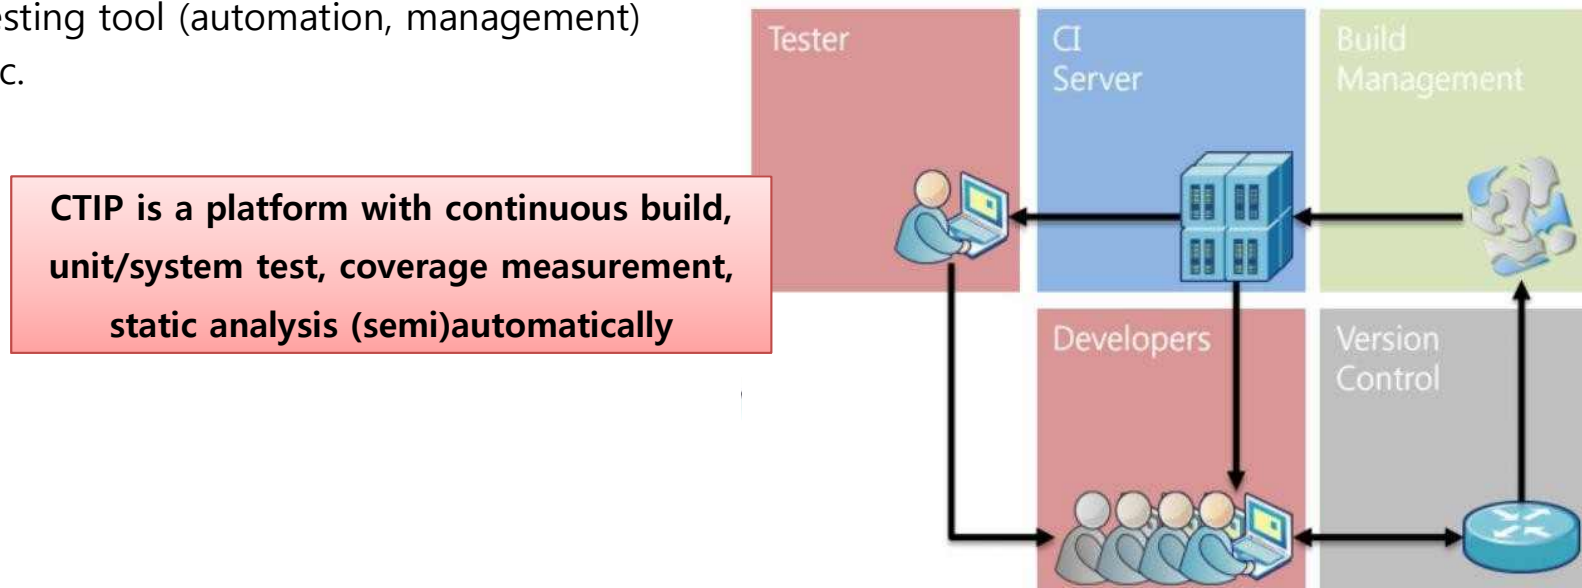 esting tool (automation, management)
c.
CTIP is a platform with continuous build,
unit/system test, coverage measurement,
static analysis (semi)automatically
Tester
CI
Server
Build
Management
Developers
Version
Control